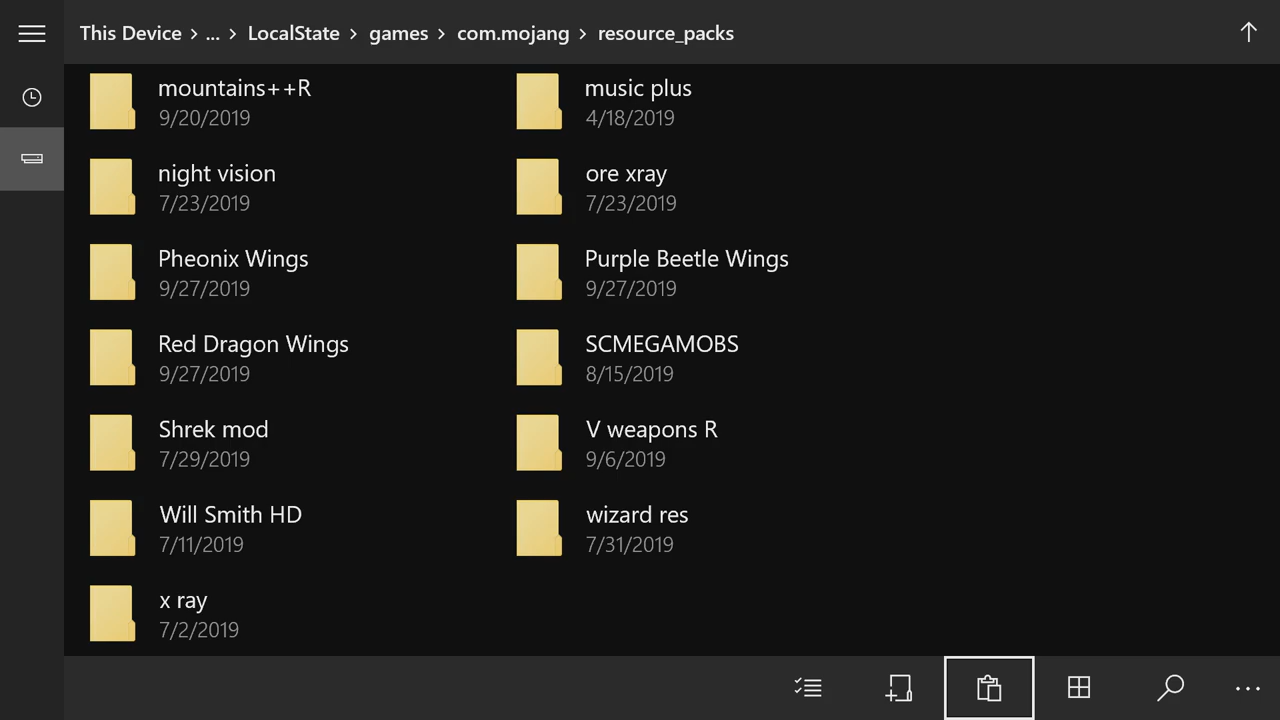 This Device > ... > LocalState > games > com.mojang > resource_packs
mountains++R
9/20/2019
music plus
4/18/2019
night vision
7/23/2019
ore xray
7/23/2019
Pheonix Wings
9/27/2019
Purple Beetle Wings
9/27/2019
Red Dragon Wings
9/27/2019
SCMEGAMOBS
8/15/2019
Shrek mod
7/29/2019
V weapons R
9/6/2019
Will Smith HD
7/11/2019
wizard res
7/31/2019
x ray
7/2/2019